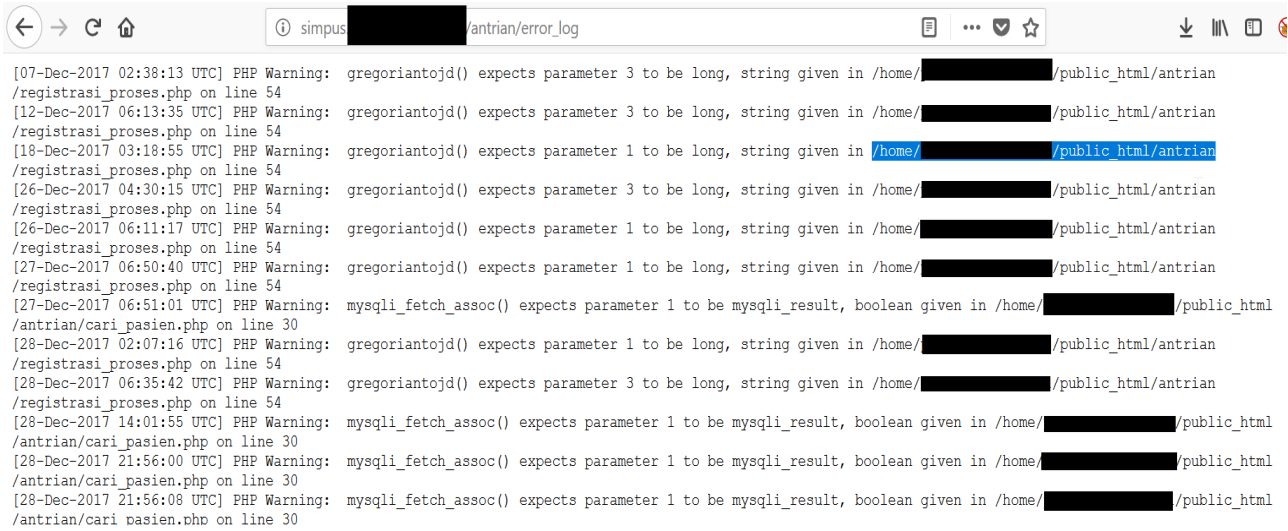 simpus. /antrian/error_log
[07-Dec-2017 02:38:13 UTC] PHP Warning:  gregoriantojd() expects parameter 3 to be long, string given in /home/ /public_html/antrian
/registrasi_proses.php on line 54
[12-Dec-2017 06:13:35 UTC] PHP Warning:  gregoriantojd() expects parameter 3 to be long, string given in /home/ /public_html/antrian
/registrasi_proses.php on line 54
[18-Dec-2017 03:18:55 UTC] PHP Warning:  gregoriantojd() expects parameter 1 to be long, string given in /home/ /public_html/antrian
/registrasi_proses.php on line 54
[26-Dec-2017 04:30:15 UTC] PHP Warning:  gregoriantojd() expects parameter 3 to be long, string given in /home/ /public_html/antrian
/registrasi_proses.php on line 54
[26-Dec-2017 06:11:17 UTC] PHP Warning:  gregoriantojd() expects parameter 1 to be long, string given in /home/ /public_html/antrian
/registrasi_proses.php on line 54
[27-Dec-2017 06:50:40 UTC] PHP Warning:  gregoriantojd() expects parameter 1 to be long, string given in /home/ /public_html/antrian
/registrasi_proses.php on line 54
[27-Dec-2017 06:51:01 UTC] PHP Warning:  mysqli_fetch_assoc() expects parameter 1 to be mysqli_result, boolean given in /home/ /public_html
/antrian/cari_pasien.php on line 30
[28-Dec-2017 02:07:16 UTC] PHP Warning:  gregoriantojd() expects parameter 1 to be long, string given in /home/ /public_html/antrian
/registrasi_proses.php on line 54
[28-Dec-2017 06:35:42 UTC] PHP Warning:  gregoriantojd() expects parameter 3 to be long, string given in /home/ /public_html/antrian
/registrasi_proses.php on line 54
[28-Dec-2017 14:01:55 UTC] PHP Warning:  mysqli_fetch_assoc() expects parameter 1 to be mysqli_result, boolean given in /home/ /public_html
/antrian/cari_pasien.php on line 30
[28-Dec-2017 21:56:00 UTC] PHP Warning:  mysqli_fetch_assoc() expects parameter 1 to be mysqli_result, boolean given in /home/ /public_html
/antrian/cari_pasien.php on line 30
[28-Dec-2017 21:56:08 UTC] PHP Warning:  mysqli_fetch_assoc() expects parameter 1 to be mysqli_result, boolean given in /home/ /public_html
/antrian/cari_pasien.php on line 30